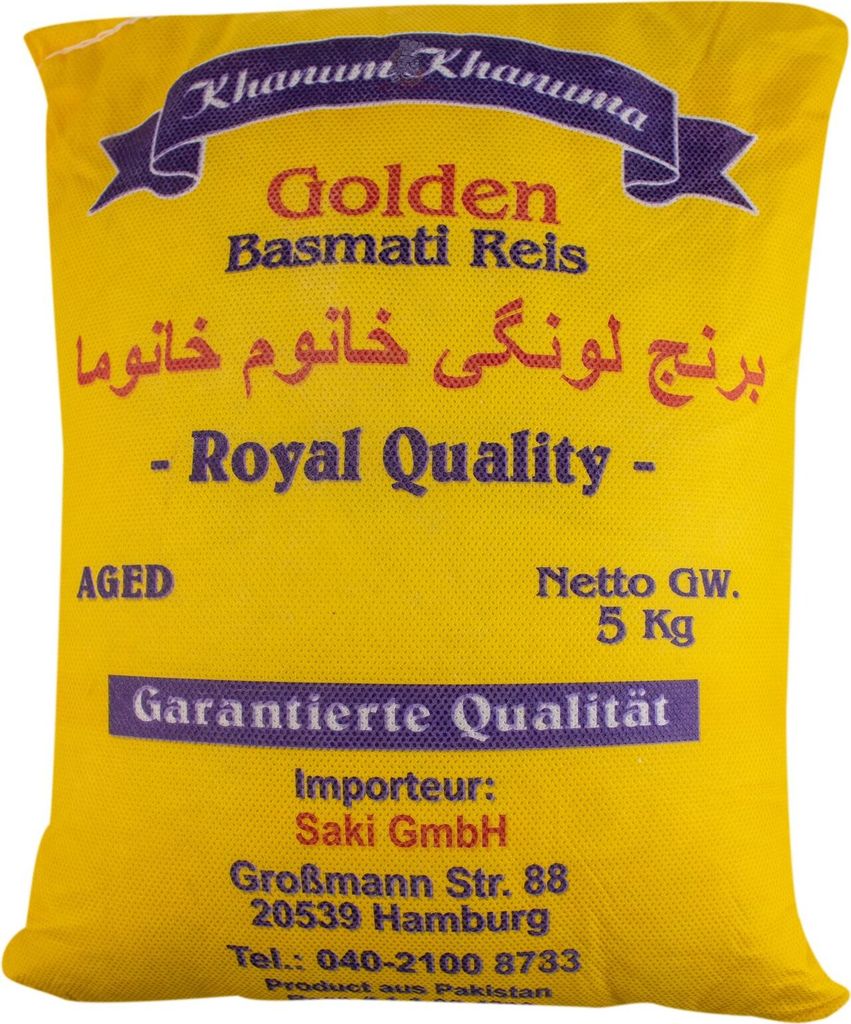 Khanum Khanuma
Golden
Basmati Reis
برنج لونگی خانوم خانوما
- Royal Quality -
AGED
Netto GW.
5 Kg
Garantierte Qualität
Importeur:
Saki GmbH
Großmann Str. 88
20539 Hamburg
Tel.: 040-2100 8733
Product aus Pakistan